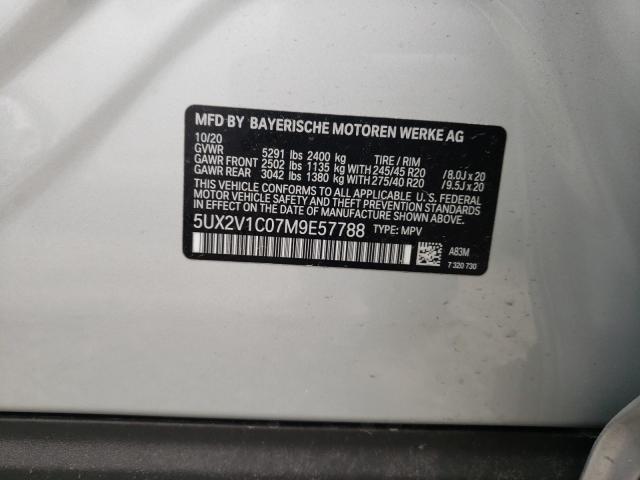 MFD BY BAYERISCHE MOTOREN WERKE AG
10/20
GVWR 5291 lbs 2400 kg TIRE / RIM
GAWR FRONT 2502 lbs 1135 kg WITH 245/45 R20 /8.0J x 20
GAWR REAR 3042 lbs 1380 kg WITH 275/40 R20 /9.5J x 20
THIS VEHICLE CONFORMS TO ALL APPLICABLE U. S. FEDERAL
MOTOR VEHICLE SAFETY AND THEFT PREVENTION STANDARDS
IN EFFECT ON THE DATE OF MANUFACTURE SHOWN ABOVE.
5UX2V1C07M9E57788 TYPE: MPV
A83M
7 320 730